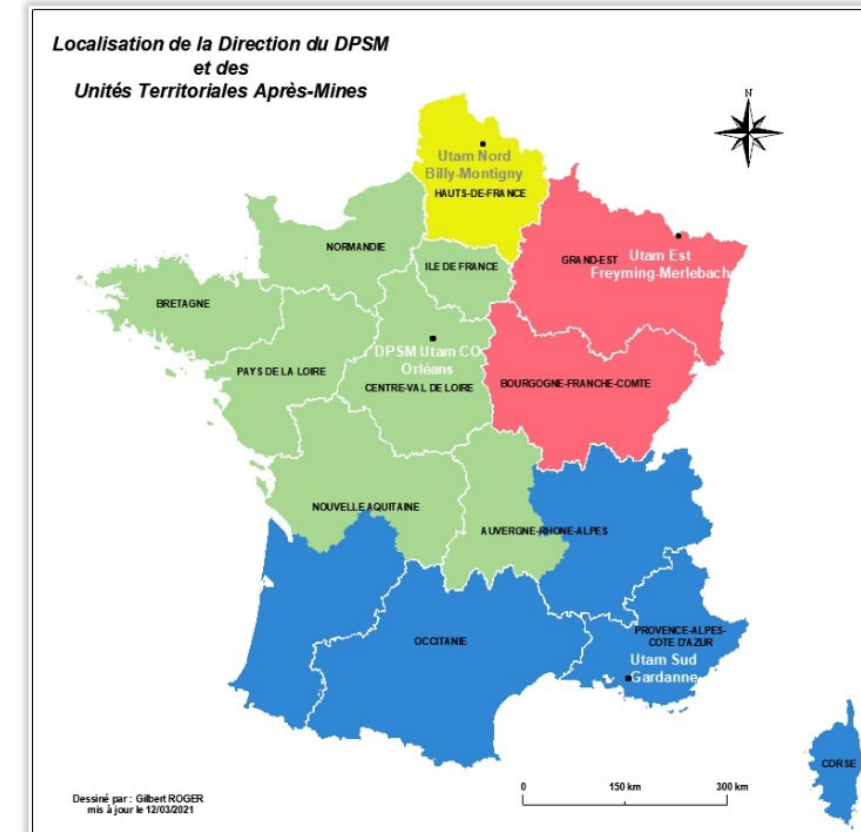 Localisation de la Direction du DPSM
et des
Unités Territoriales Après-Mines
N
Utam Nord
Billy-Montigny
HAUTS-DE-FRANCE
NORMANDIE
ILE DE FRANCE
GRAND-EST
Utam Est
Freyming-Merlebach
BRETAGNE
DPSM Utam CO
Orléans
PAYS DE LA LOIRE
CENTRE-VAL DE LOIRE
BOURGOGNE-FRANCHE-COMTE
NOUVELLE AQUITAINE
AUVERGNE-RHONE-ALPES
OCCITANIE
PROVENCE-ALPES-
COTE D'AZUR
Utam Sud
Gardanne
CORSE
0 150 km 300 km
Dessiné par : Gilbert ROGER
mis à jour le 12/03/2021